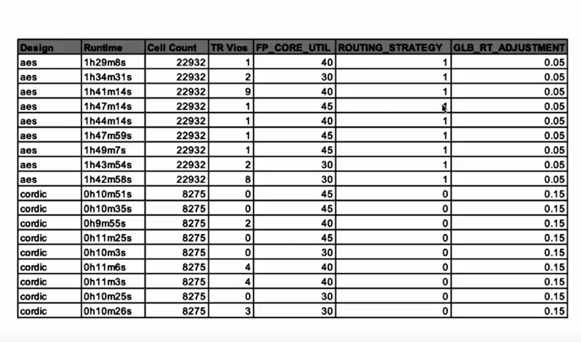 Design Runtime Cell Count TR Vios FP_CORE_UTIL ROUTING_STRATEGY GLB_RT_ADJUSTMENT
aes 1h29m8s 22932 1 40 1 0.05
aes 1h34m31s 22932 2 30 1 0.05
aes 1h41m14s 22932 9 40 1 0.05
aes 1h47m14s 22932 1 45 0.05
aes 1h44m14s 22932 1 40 1 0.05
aes 1h47m59s 22932 1 45 1 0.05
aes 1h49m7s 22932 1 45 1 0.05
aes 1h43m54s 22932 2 30 1 0.05
aes 1h42m58s 22932 8 30 1 0.05
cordic 0h10m51s 8275 0 45 0 0.15
cordic 0h10m35s 8275 0 45 0 0.15
cordic 0h9m55s 8275 2 40 0 0.15
cordic 0h11m25s 8275 0 45 0 0.15
cordic 0h10m3s 8275 0 30 0 0.15
cordic 0h11m6s 8275 4 40 0 0.15
cordic 0h11m3s 8275 4 40 0 0.15
cordic 0h10m25s 8275 0 30 0 0.15
cordic 0h10m26s 8275 3 30 0 0.15